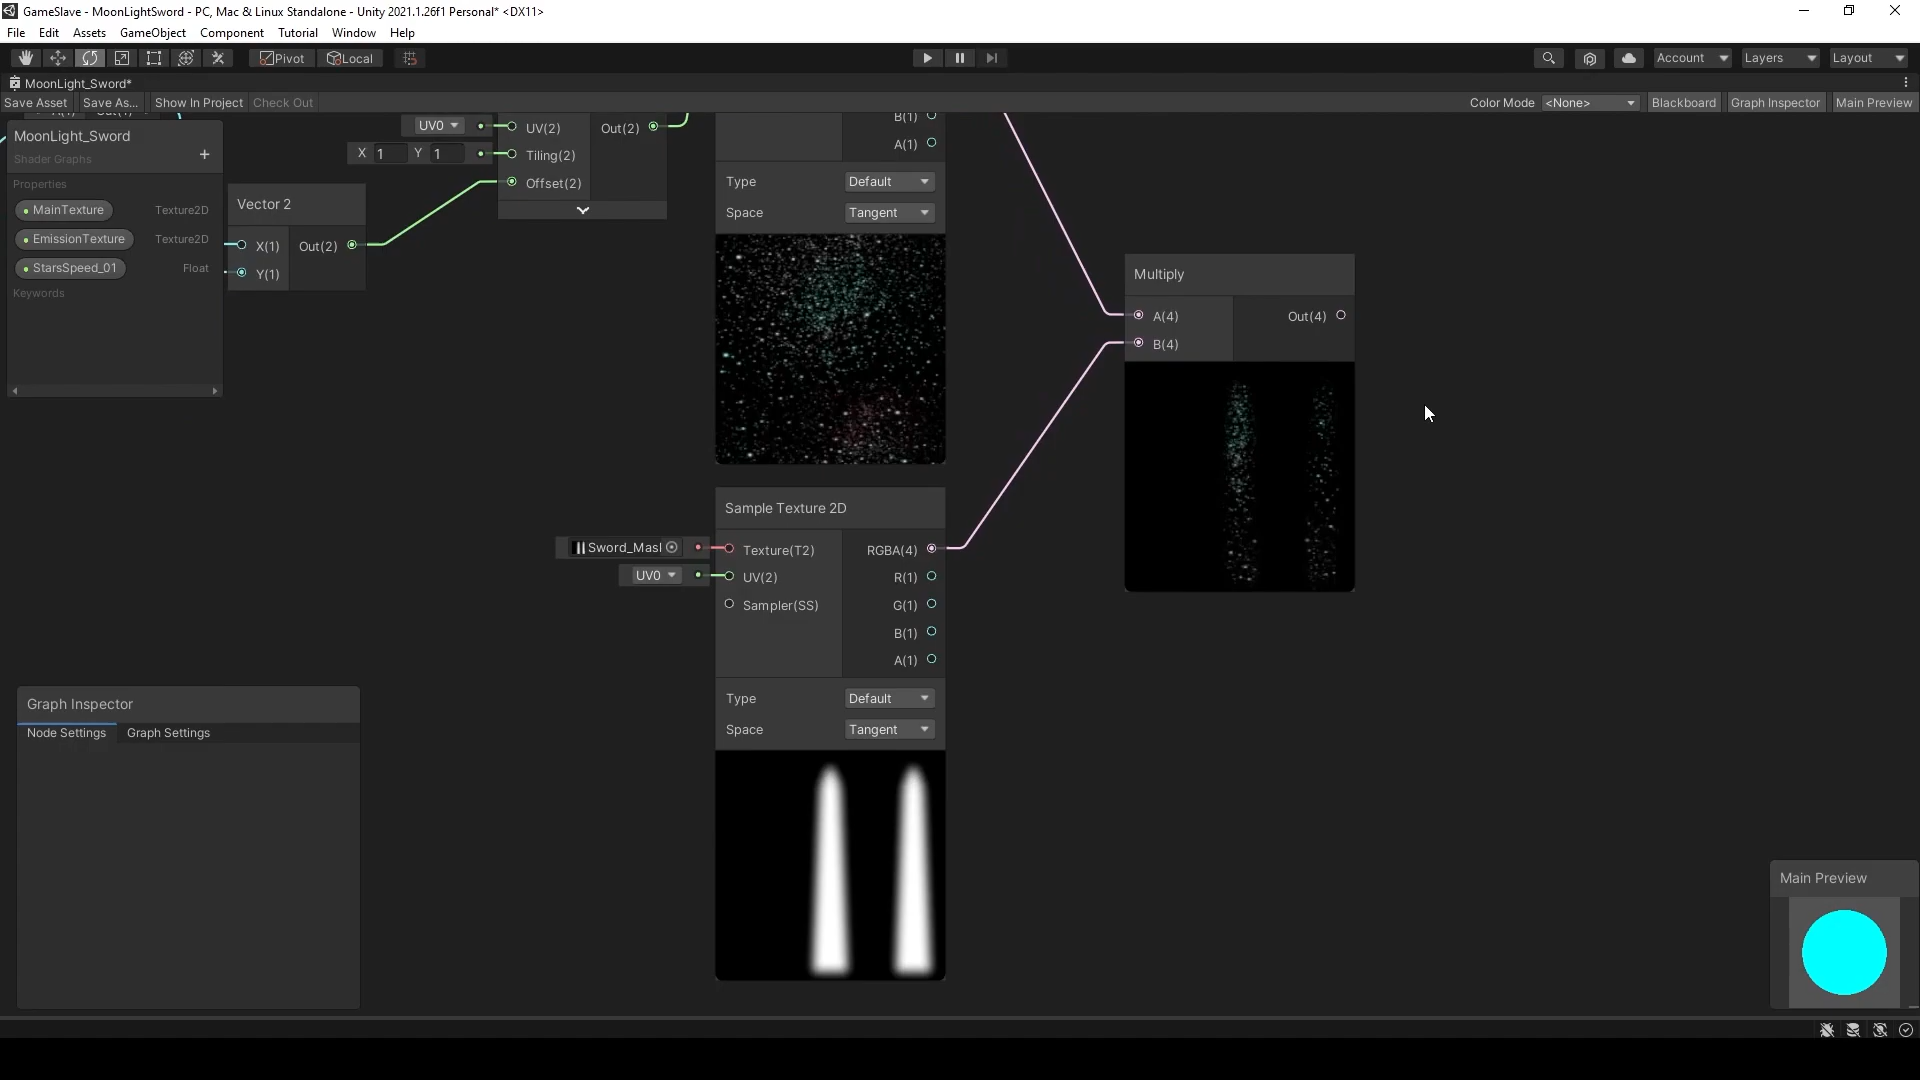 GameSlave - MoonLightSword - PC, Mac & Linux Standalone - Unity 2021.1.26f1 Personal* <DX11>
File Edit Assets GameObject Component Tutorial Window Help
Pivot Local Account Layers Layout
MoonLight_Sword*
Save Asset Save As... Show In Project Check Out Color Mode <None> Blackboard Graph Inspector Main Preview
MoonLight_Sword
Shader Graphs
Properties
MainTexture Texture2D
EmissionTexture Texture2D
StarsSpeed_01 Float
Keywords
Vector 2
X(1) Out(2)
Y(1)
UV0 UV(2) Out(2)
X 1 Y 1 Tiling(2)
Offset(2)
B(1)
A(1)
Type Default
Space Tangent
Multiply
A(4) Out(4)
B(4)
Sample Texture 2D
Sword_Masl Texture(T2) RGBA(4)
UV0 UV(2) R(1)
Sampler(SS) G(1)
B(1)
A(1)
Type Default
Space Tangent
Graph Inspector
Node Settings Graph Settings
Main Preview